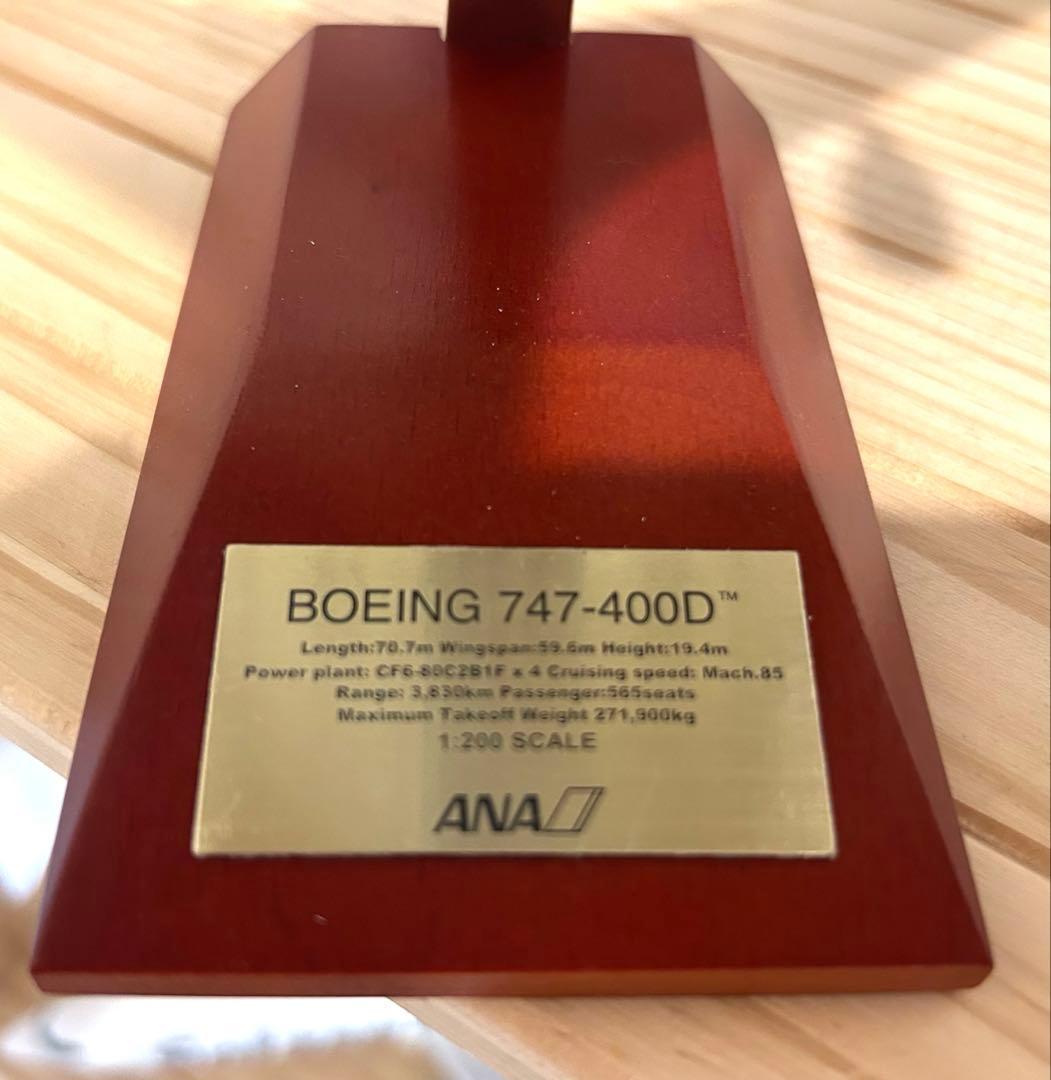 BOEING 747-400D™
Length:70.7m Wingspan:59.6m Height:19.4m
Power plant: CF6-80C2B1F x 4 Cruising speed: Mach.85
Range: 3,830km Passenger:565seats
Maximum Takeoff Weight 271,900kg
1:200 SCALE
ANA